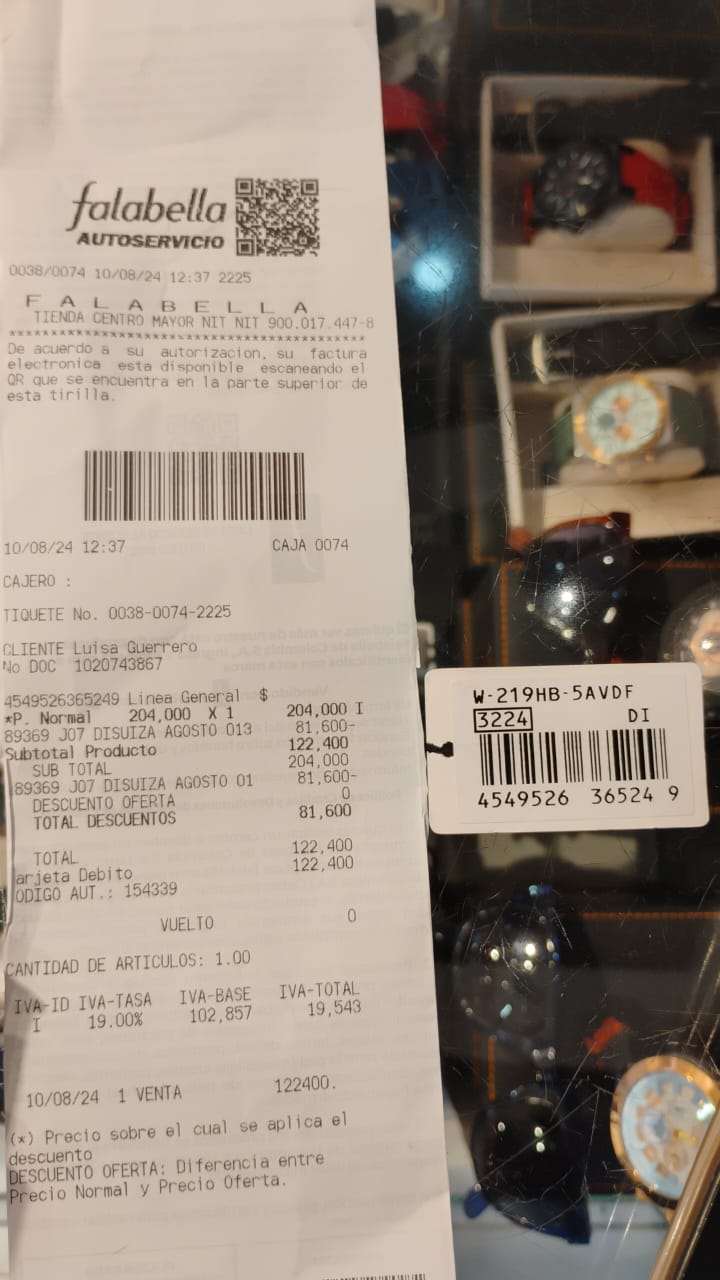 falabella
AUTOSERVICIO
0038/0074 10/08/24 12:37 2225
F A L A B E L L A
TIENDA CENTRO MAYOR NIT NIT 900.017.447-8
******************************************
De acuerdo a su autorizacion, su factura
electronica esta disponible escaneando el
QR que se encuentra en la parte superior de
esta tirilla.
10/08/24 12:37 CAJA 0074
CAJERO :
TIQUETE No. 0038-0074-2225
CLIENTE Luisa Guerrero
No DOC 1020743867
4549526365249 Linea General $
*P. Normal 204,000 X 1 204,000 I
89369 J07 DISUIZA AGOSTO 013 81,600-
Subtotal Producto 122,400
SUB TOTAL 204,000
89369 J07 DISUIZA AGOSTO 01 81,600-
DESCUENTO OFERTA 0
TOTAL DESCUENTOS 81,600
TOTAL 122,400
arjeta Debito 122,400
ODIGO AUT.: 154339
VUELTO 0
CANTIDAD DE ARTICULOS: 1.00
IVA-ID IVA-TASA IVA-BASE IVA-TOTAL
I 19.00% 102,857 19,543
10/08/24 1 VENTA 122400.
(*) Precio sobre el cual se aplica el
descuento
DESCUENTO OFERTA: Diferencia entre
Precio Normal y Precio Oferta.
W-219HB-5AVDF
3224 DI
4549526 36524 9